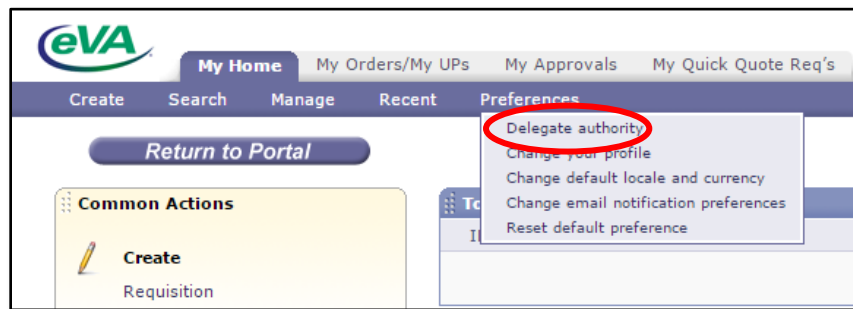 eVA
My Home My Orders/My UPs My Approvals My Quick Quote Req's
Create Search Manage Recent Preferences
Delegate authority
Return to Portal
Change your profile
Change default locale and currency
Common Actions
Change email notification preferences
Reset default preference
Create
Requisition